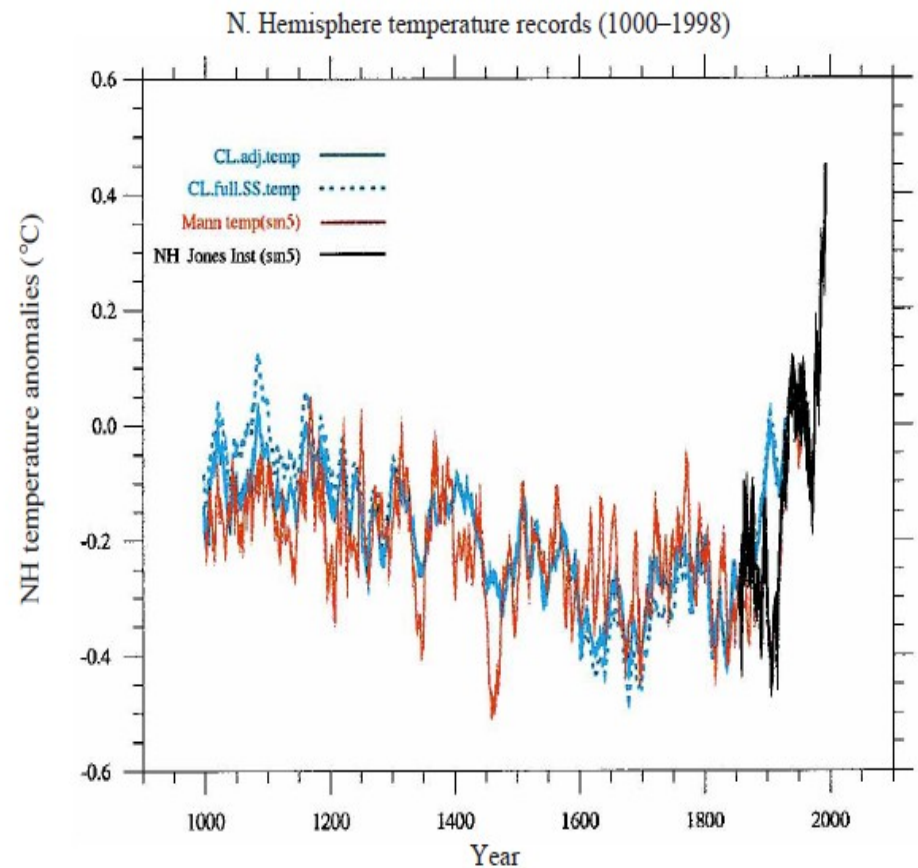 N. Hemisphere temperature records (1000–1998)
0.6
CL.adj.temp
CL.full.SS.temp
0.4
Mann temp(sm5)
NH Jones Inst (sm5)
NH temperature anomalies (°C)
0.2
0.0
-0.2
-0.4
-0.6
1000 1200 1400 1600 1800 2000
Year